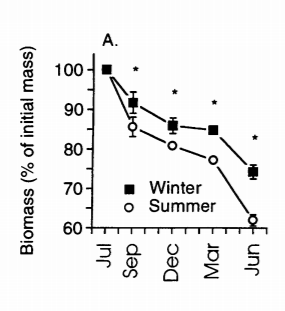 A.
Biomass (% of initial mass)
100
90
80
70
60
*
*
*
*
Winter
Summer
Jul
Sep
Dec
Mar
Jun